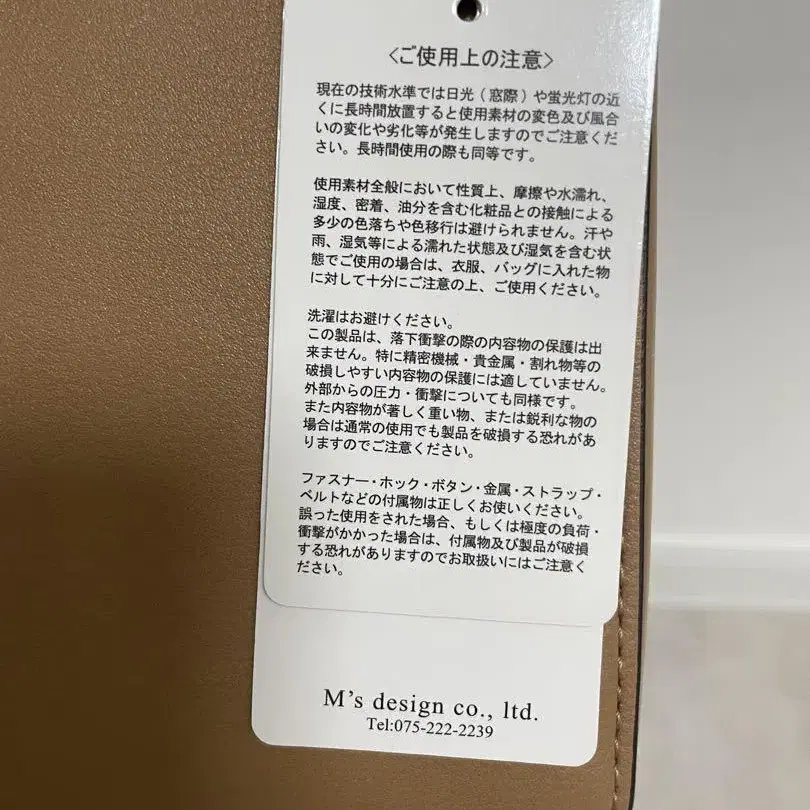 〈ご使用上の注意〉
現在の技術水準では日光（窓際）や蛍光灯の近
くに長時間放置すると使用素材の変色及び風合
いの変化や劣化等が発生しますのでご注意くだ
さい。長時間使用の際も同等です。
使用素材全般において性質上、摩擦や水濡れ、
湿度、密着、油分を含む化粧品との接触による
多少の色落ちや色移行は避けられません。汗や
雨、湿気等による濡れた状態及び湿気を含む状
態でご使用の場合は、衣服、バッグに入れた物
に対して十分にご注意の上、ご使用ください。
洗濯はお避けください。
この製品は、落下衝撃の際の内容物の保護は出
来ません。特に精密機械・貴金属・割れ物等の
破損しやすい内容物の保護には適していません。
外部からの圧力・衝撃についても同様です。
また内容物が著しく重い物、または鋭利な物の
場合は通常の使用でも製品を破損する恐れがあ
りますのでご注意ください。
ファスナー・ホック・ボタン・金属・ストラップ・
ベルトなどの付属物は正しくお使いください。
誤った使用をされた場合、もしくは極度の負荷・
衝撃がかかった場合は、付属物及び製品が破損
する恐れがありますのでお取扱いにはご注意く
ださい。
M's design co., ltd.
Tel:075-222-2239